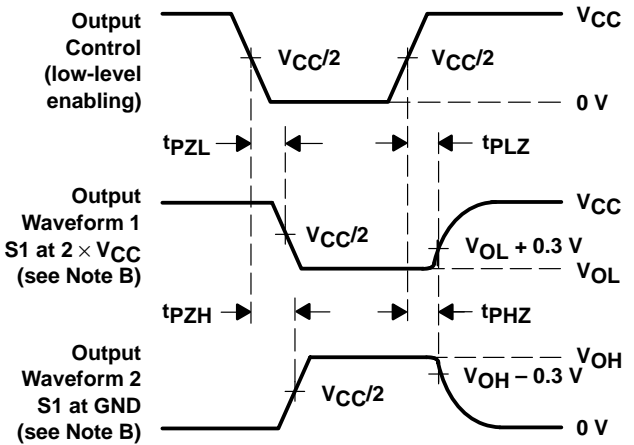 Output
Control
(low-level
enabling)
VCC
VCC/2
VCC/2
0 V
tPZL
tPLZ
Output
Waveform 1
S1 at 2 × VCC
(see Note B)
VCC
VCC/2
VOL + 0.3 V
VOL
tPZH
tPHZ
Output
Waveform 2
S1 at GND
(see Note B)
VOH
VCC/2
VOH – 0.3 V
0 V